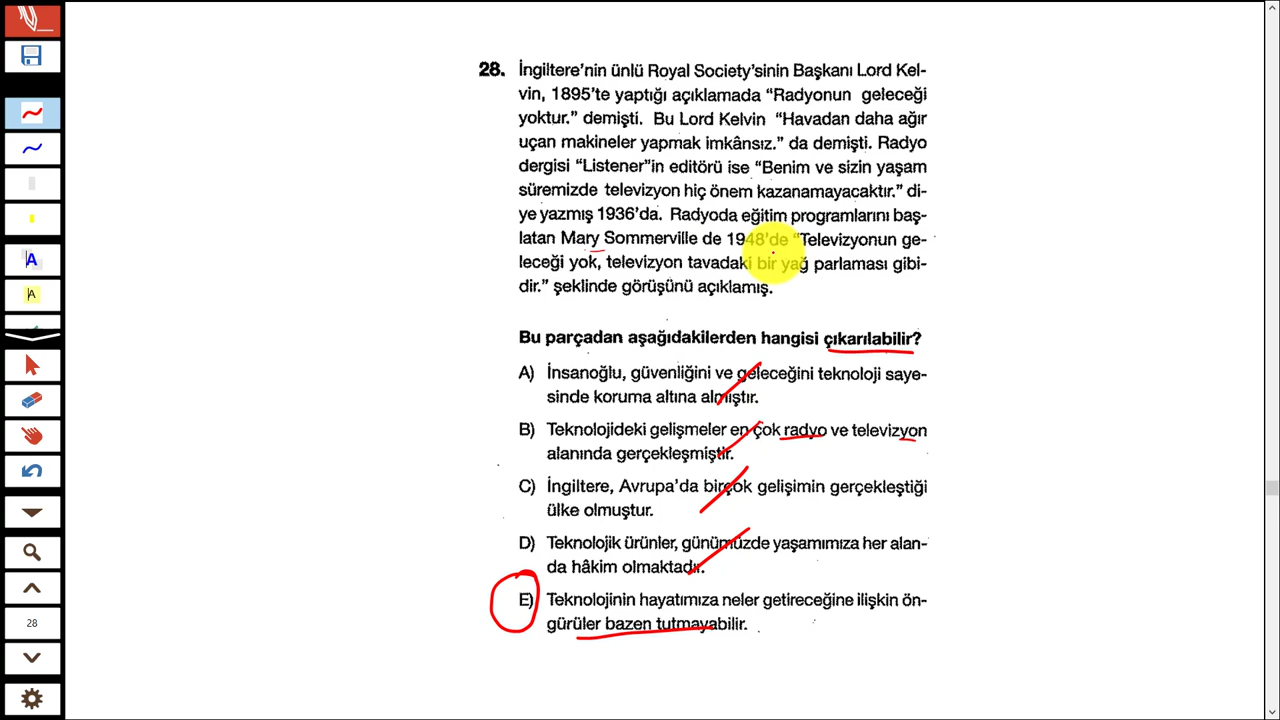 28. İngiltere'nin ünlü Royal Society'sinin Başkanı Lord Kel-
vin, 1895'te yaptığı açıklamada "Radyonun geleceği
yoktur." demişti. Bu Lord Kelvin "Havadan daha ağır
uçan makineler yapmak imkânsız." da demişti. Radyo
dergisi "Listener"in editörü ise "Benim ve sizin yaşam
süremizde televizyon hiç önem kazanamayacaktır." di-
ye yazmış 1936'da. Radyoda eğitim programlarını baş-
latan Mary Sommerville de 1948'de "Televizyonun ge-
leceği yok, televizyon tavadaki bir yağ parlaması gibi-
dir." şeklinde görüşünü açıklamış.
Bu parçadan aşağıdakilerden hangisi çıkarılabilir?
A) İnsanoğlu, güvenliğini ve geleceğini teknoloji saye-
sinde koruma altına almıştır.
B) Teknolojideki gelişmeler en çok radyo ve televizyon
alanında gerçekleşmiştir.
C) İngiltere, Avrupa'da birçok gelişimin gerçekleştiği
ülke olmuştur.
D) Teknolojik ürünler, günümüzde yaşamımıza her alan-
da hâkim olmaktadır.
E) Teknolojinin hayatımıza neler getireceğine ilişkin ön-
görüler bazen tutmayabilir.
A
A
28